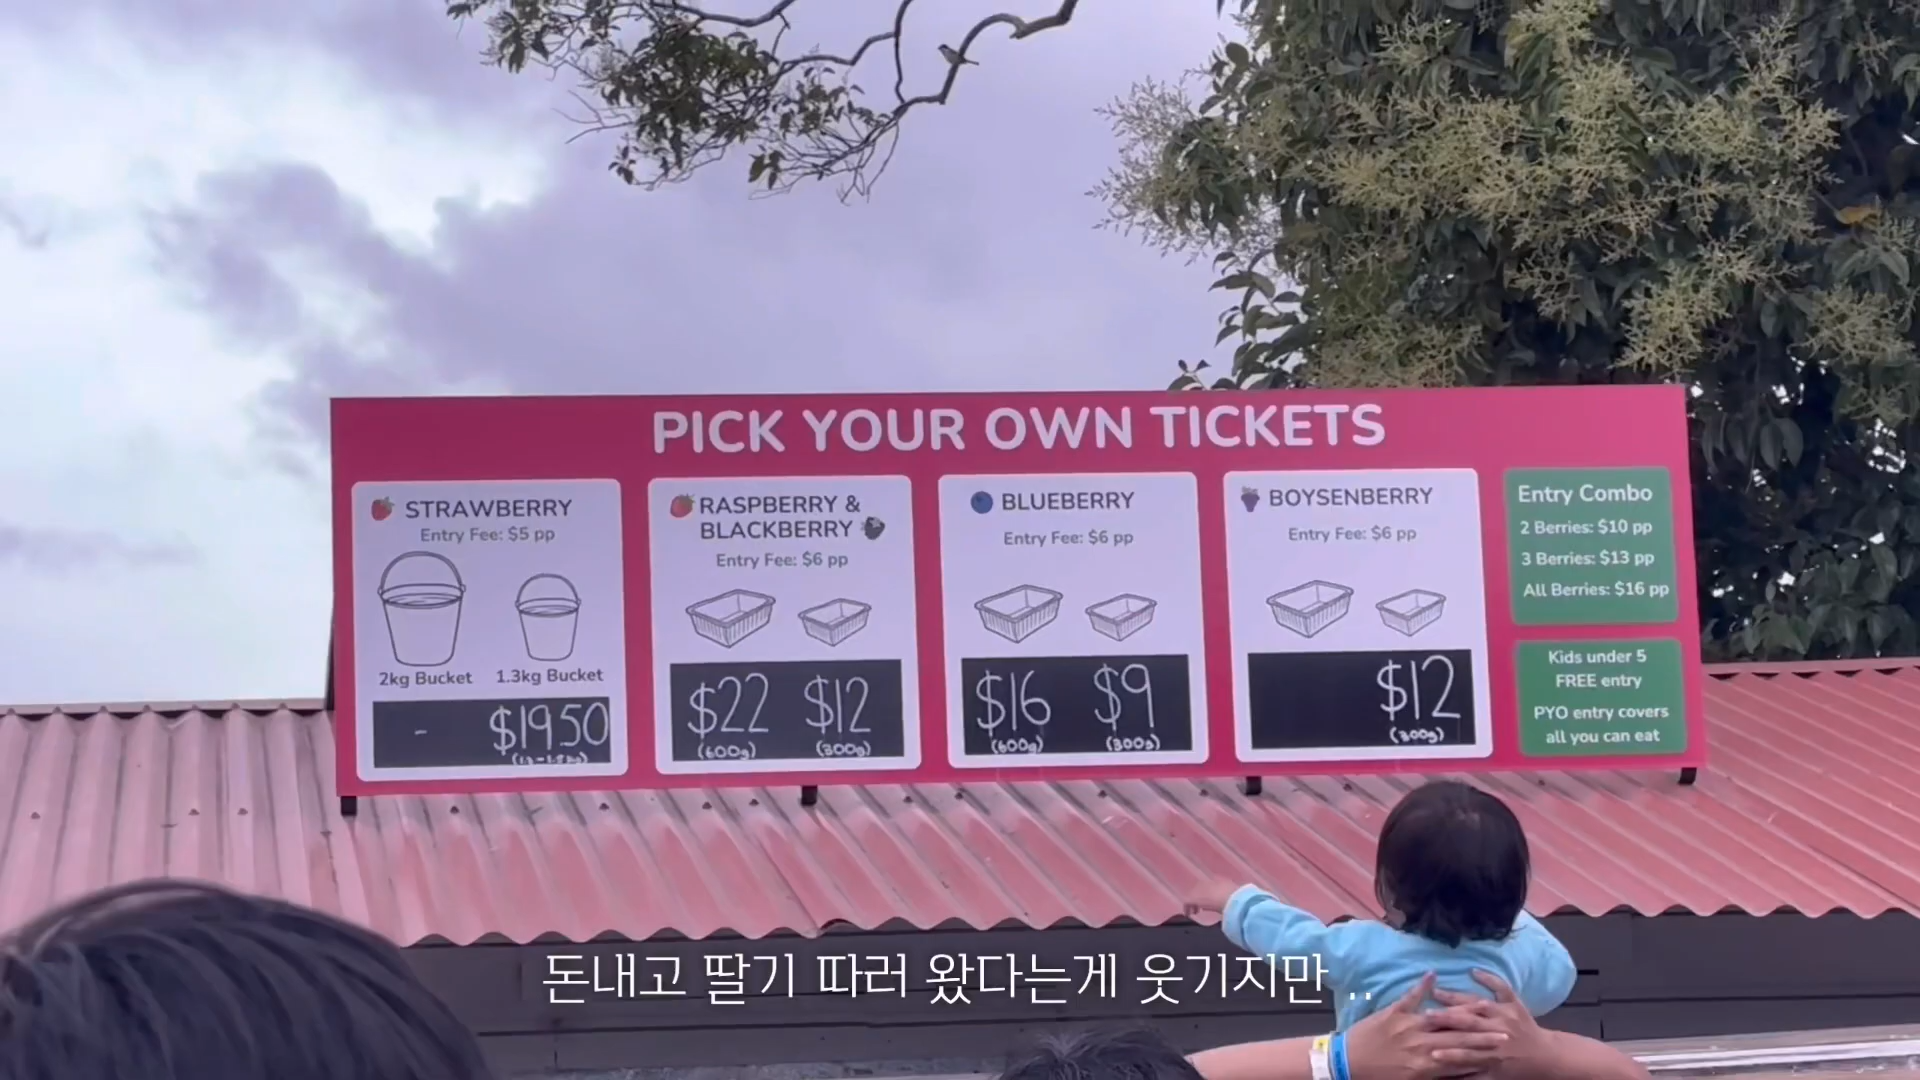 PICK YOUR OWN TICKETS
STRAWBERRY
Entry Fee: $5 pp
2kg Bucket
1.3kg Bucket
-
$19.50
RASPBERRY &
BLACKBERRY
Entry Fee: $6 pp
$22
$12
(600g)
(300g)
BLUEBERRY
Entry Fee: $6 pp
$16
$9
(600g)
(300g)
BOYSENBERRY
Entry Fee: $6 pp
$12
(300g)
Entry Combo
2 Berries: $10 pp
3 Berries: $13 pp
All Berries: $16 pp
Kids under 5
FREE entry
PYO entry covers
all you can eat
돈내고 딸기 따러 왔다는게 웃기지만 ..